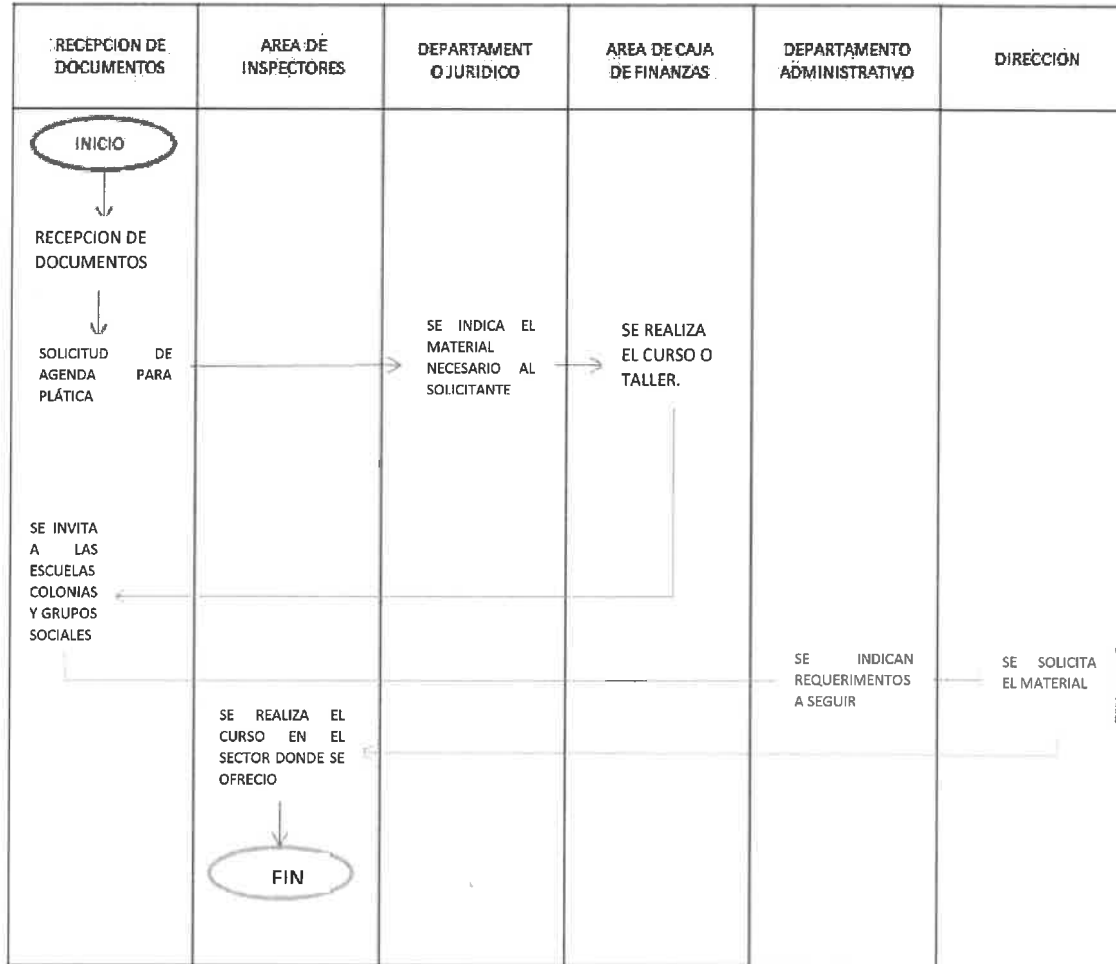 RECEPCION DE
DOCUMENTOS
AREA DE
INSPECTORES
DEPARTAMENT
O JURIDICO
AREA DE CAJA
DE FINANZAS
DEPARTAMENTO
ADMINISTRATIVO
DIRECCIÓN
INICIO
RECEPCION DE
DOCUMENTOS
SOLICITUD DE
AGENDA PARA
PLÁTICA
SE INDICA EL
MATERIAL
NECESARIO AL
SOLICITANTE
SE REALIZA
EL CURSO O
TALLER.
SE INVITA
A LAS
ESCUELAS
COLONIAS
Y GRUPOS
SOCIALES
SE INDICAN
REQUERIMENTOS
A SEGUIR
SE SOLICITA
EL MATERIAL
SE REALIZA EL
CURSO EN EL
SECTOR DONDE SE
OFRECIO
FIN